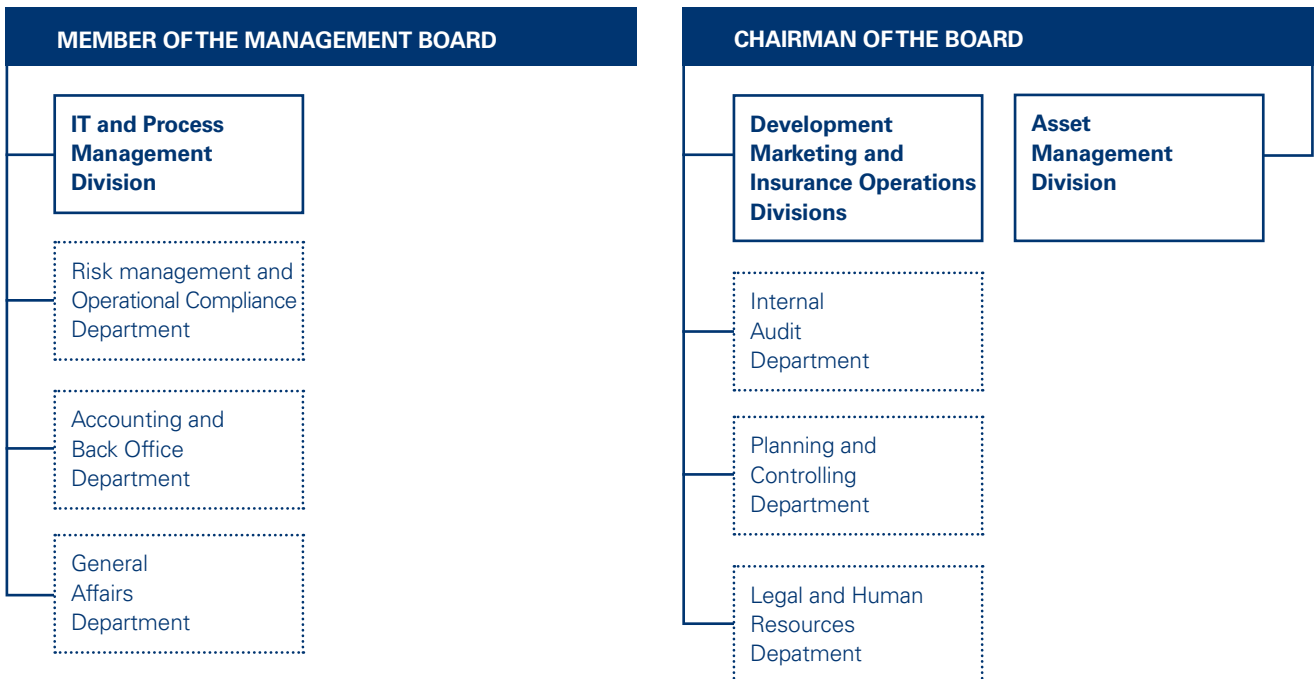 MEMBER OF THE MANAGEMENT BOARD
IT and Process
Management
Division
Risk management and
Operational Compliance
Department
Accounting and
Back Office
Department
General
Affairs
Department
CHAIRMAN OF THE BOARD
Development
Marketing and
Insurance Operations
Divisions
Asset
Management
Division
Internal
Audit
Department
Planning and
Controlling
Department
Legal and Human
Resources
Depatment